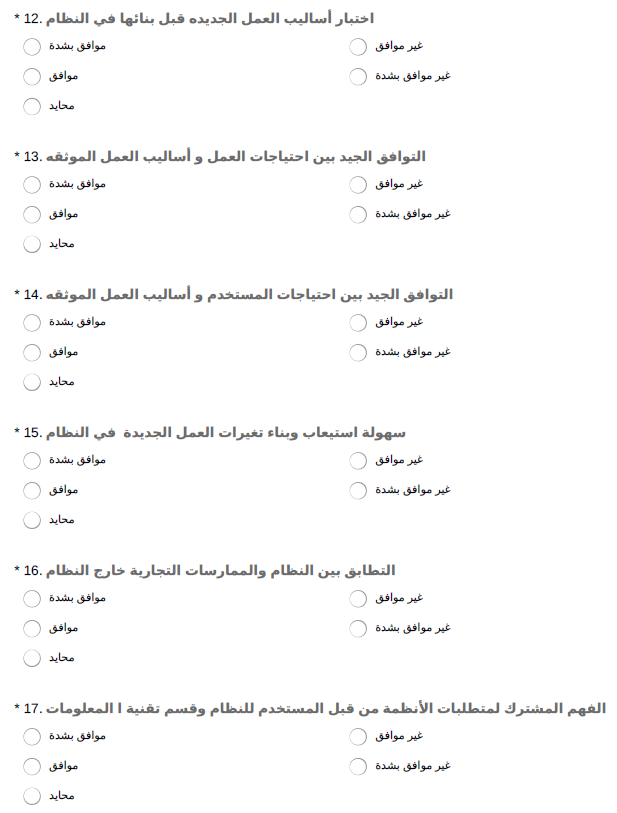 * 12. اختبار أساليب العمل الجديده قبل بنائها في النظام
موافق بشدة
غير موافق
موافق
غير موافق بشدة
محايد
* 13. التوافق الجيد بين احتياجات العمل و أساليب العمل الموثقه
موافق بشدة
غير موافق
موافق
غير موافق بشدة
محايد
* 14. التوافق الجيد بين احتياجات المستخدم و أساليب العمل الموثقه
موافق بشدة
غير موافق
موافق
غير موافق بشدة
محايد
* 15. سهولة استيعاب وبناء تغيرات العمل الجديدة في النظام
موافق بشدة
غير موافق
موافق
غير موافق بشدة
محايد
* 16. التطابق بين النظام والممارسات التجارية خارج النظام
موافق بشدة
غير موافق
موافق
غير موافق بشدة
محايد
* 17. الفهم المشترك لمتطلبات الأنظمة من قبل المستخدم للنظام وقسم تقنية ا المعلومات
موافق بشدة
غير موافق
موافق
غير موافق بشدة
محايد